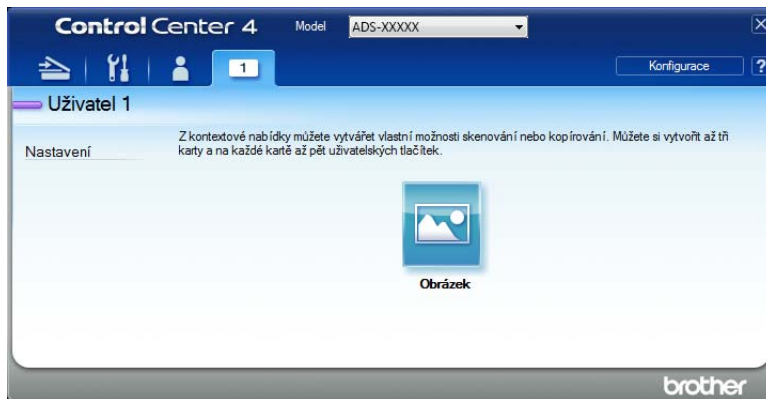 Control Center 4 Model ADS-XXXXX
1 Konfigurace ?
Uživatel 1
Nastavení
Z kontextové nabídky můžete vytvářet vlastní možnosti skenování nebo kopírování. Můžete si vytvořit až tři
karty a na každé kartě až pět uživatelských tlačítek.
Obrázek
brother